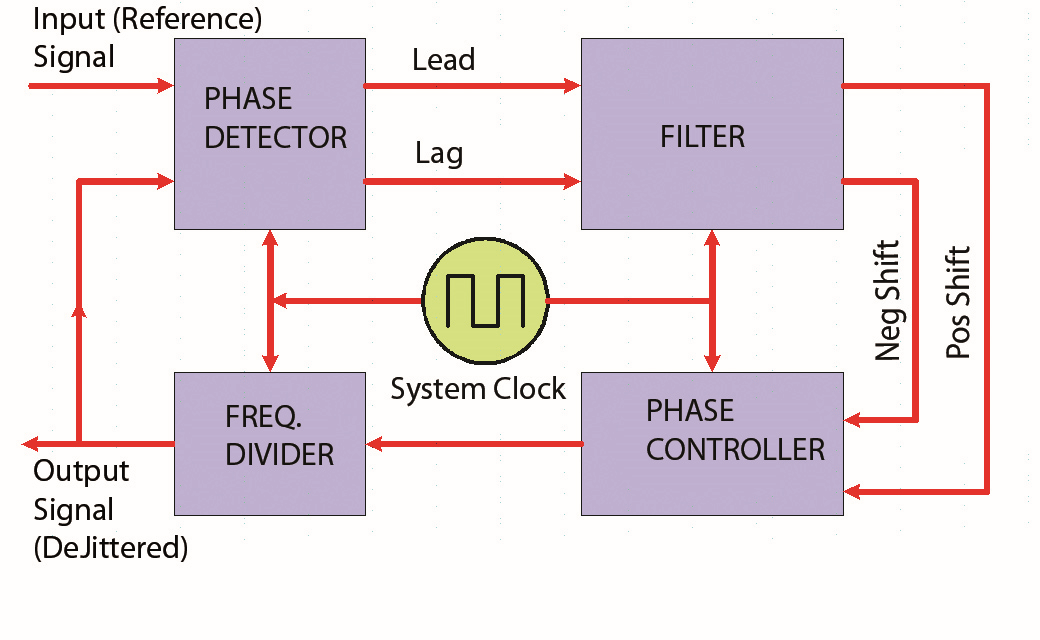 Input (Reference)
Signal
PHASE
DETECTOR
Lead
Lag
FILTER
Neg Shift
Pos Shift
System Clock
FREQ.
DIVIDER
PHASE
CONTROLLER
Output
Signal
(DeJittered)